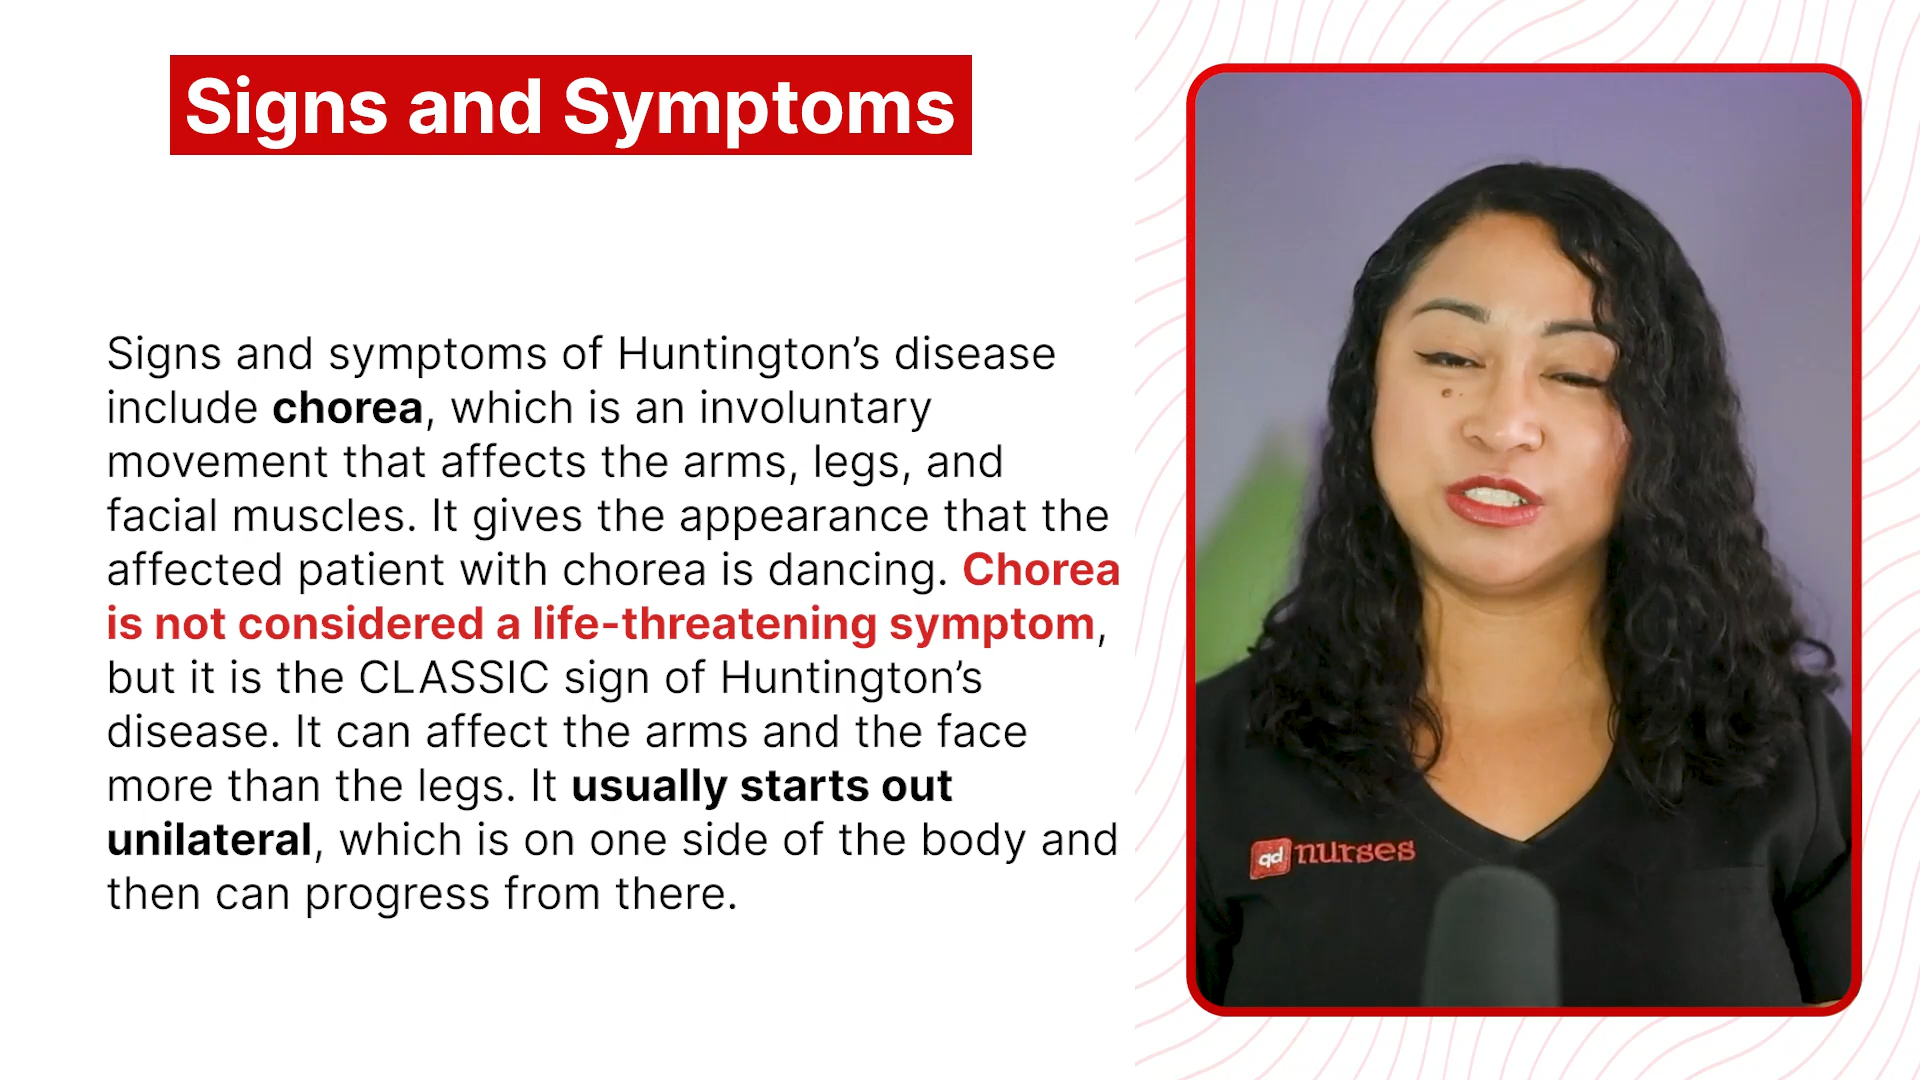 Signs and Symptoms
Signs and symptoms of Huntington’s disease
include chorea, which is an involuntary
movement that affects the arms, legs, and
facial muscles. It gives the appearance that the
affected patient with chorea is dancing. Chorea
is not considered a life-threatening symptom,
but it is the CLASSIC sign of Huntington’s
disease. It can affect the arms and the face
more than the legs. It usually starts out
unilateral, which is on one side of the body and
then can progress from there.
qd nurses